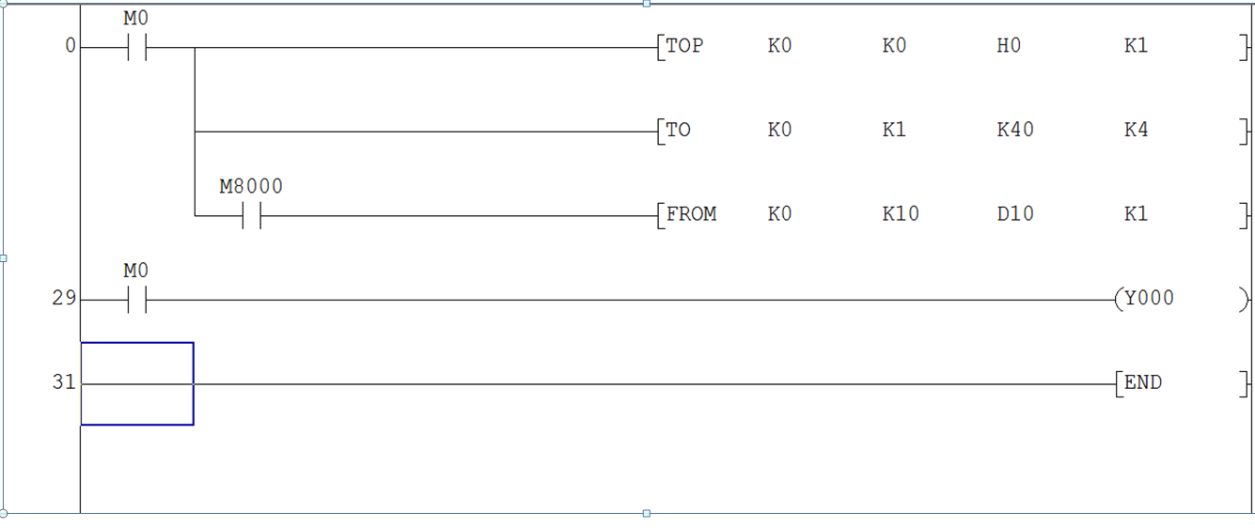 M0
0 TOP K0 K0 H0 K1
TO K0 K1 K40 K4
M8000
FROM K0 K10 D10 K1
M0
29 Y000
31 END